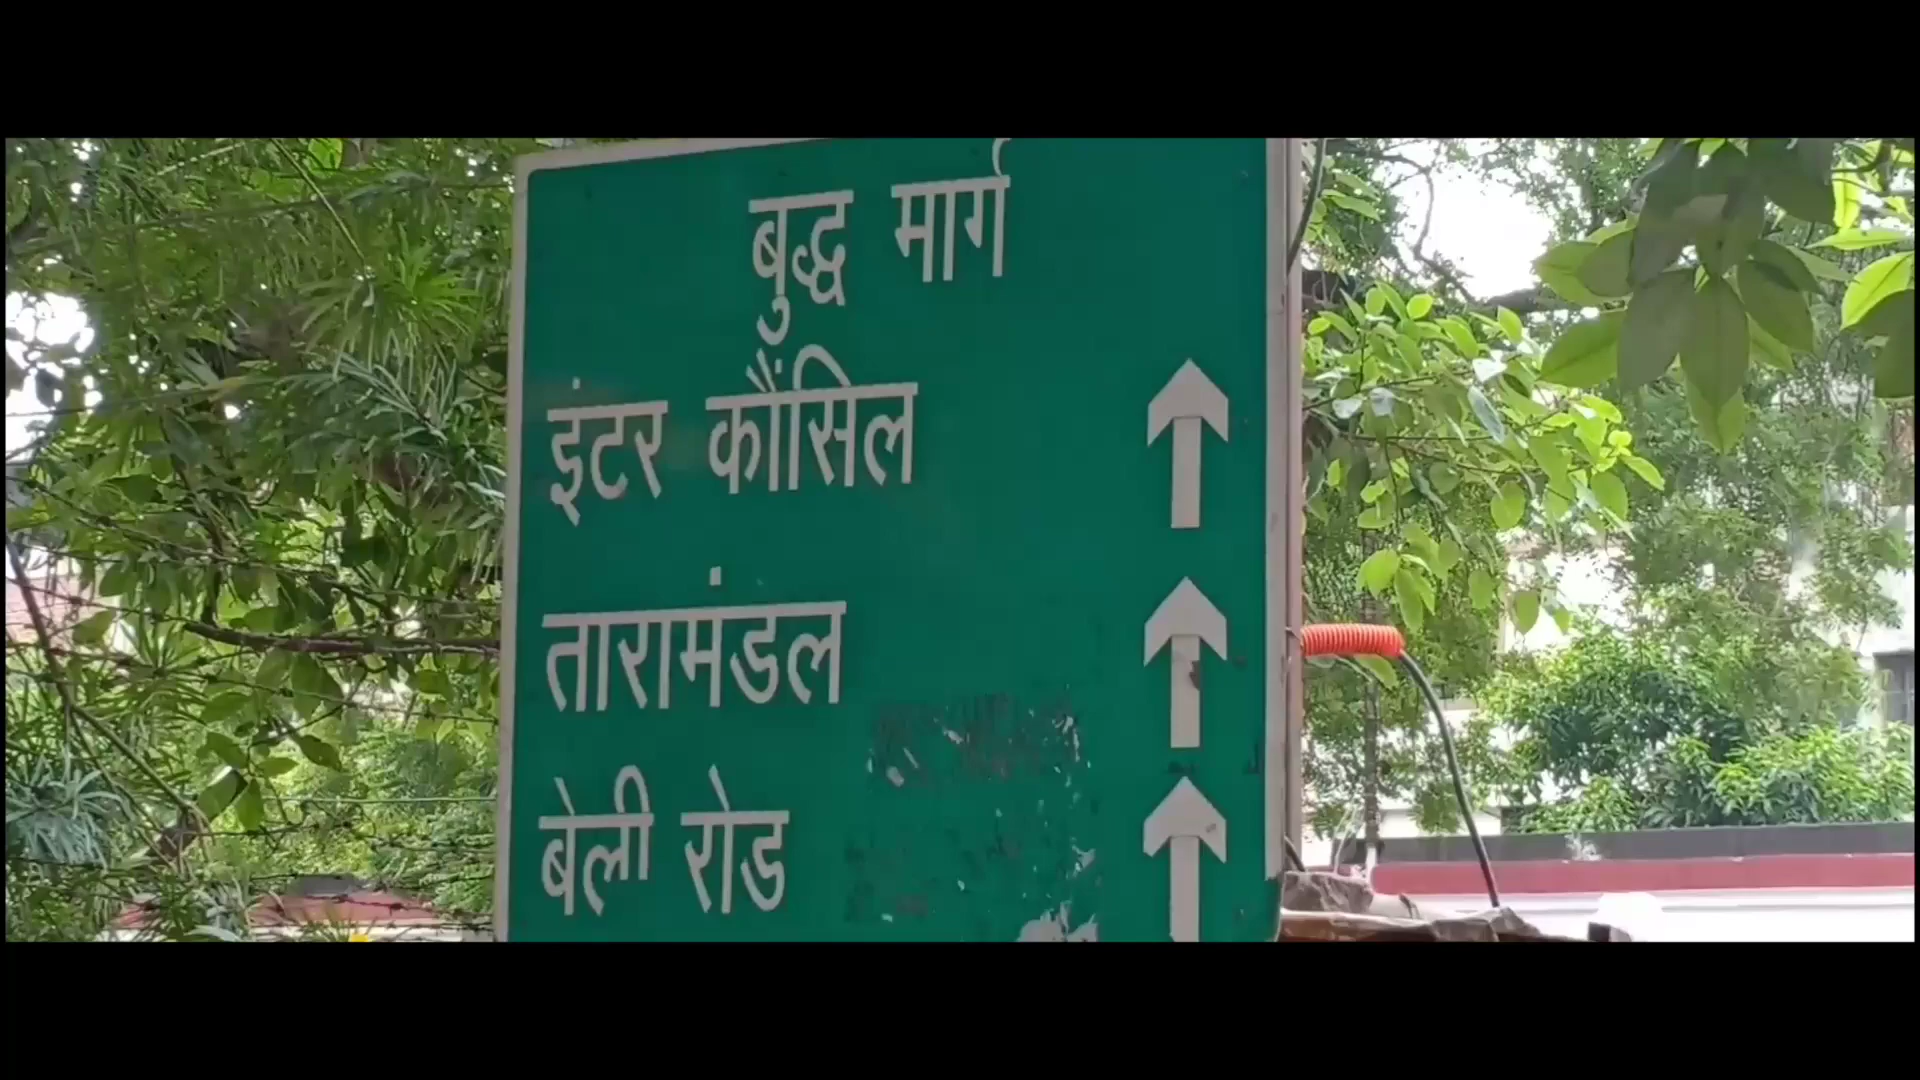 बुद्ध मार्ग
इंटर कौंसिल
तारामंडल
बेली रोड